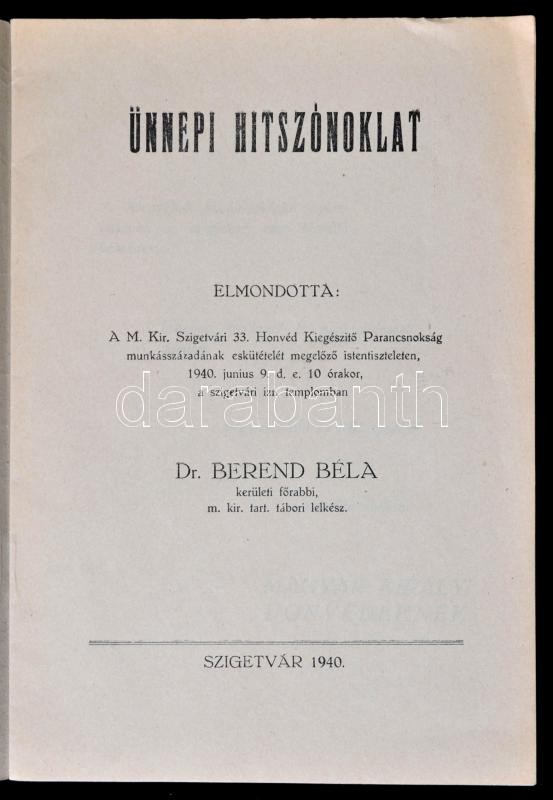 ÜNNEPI HITSZÓNOKLAT
ELMONDOTTA:
A M. Kir. Szigetvári 33. Honvéd Kiegészitő Parancsnokság
munkásszázadának eskütételét megelőző istentiszteleten,
1940. junius 9. d. e. 10 órakor,
a szigetvári izr. templomban
darabanth
Dr. BEREND BÉLA
kerületi főrabbi,
m. kir. tart. tábori lelkész.
SZIGETVÁR 1940.